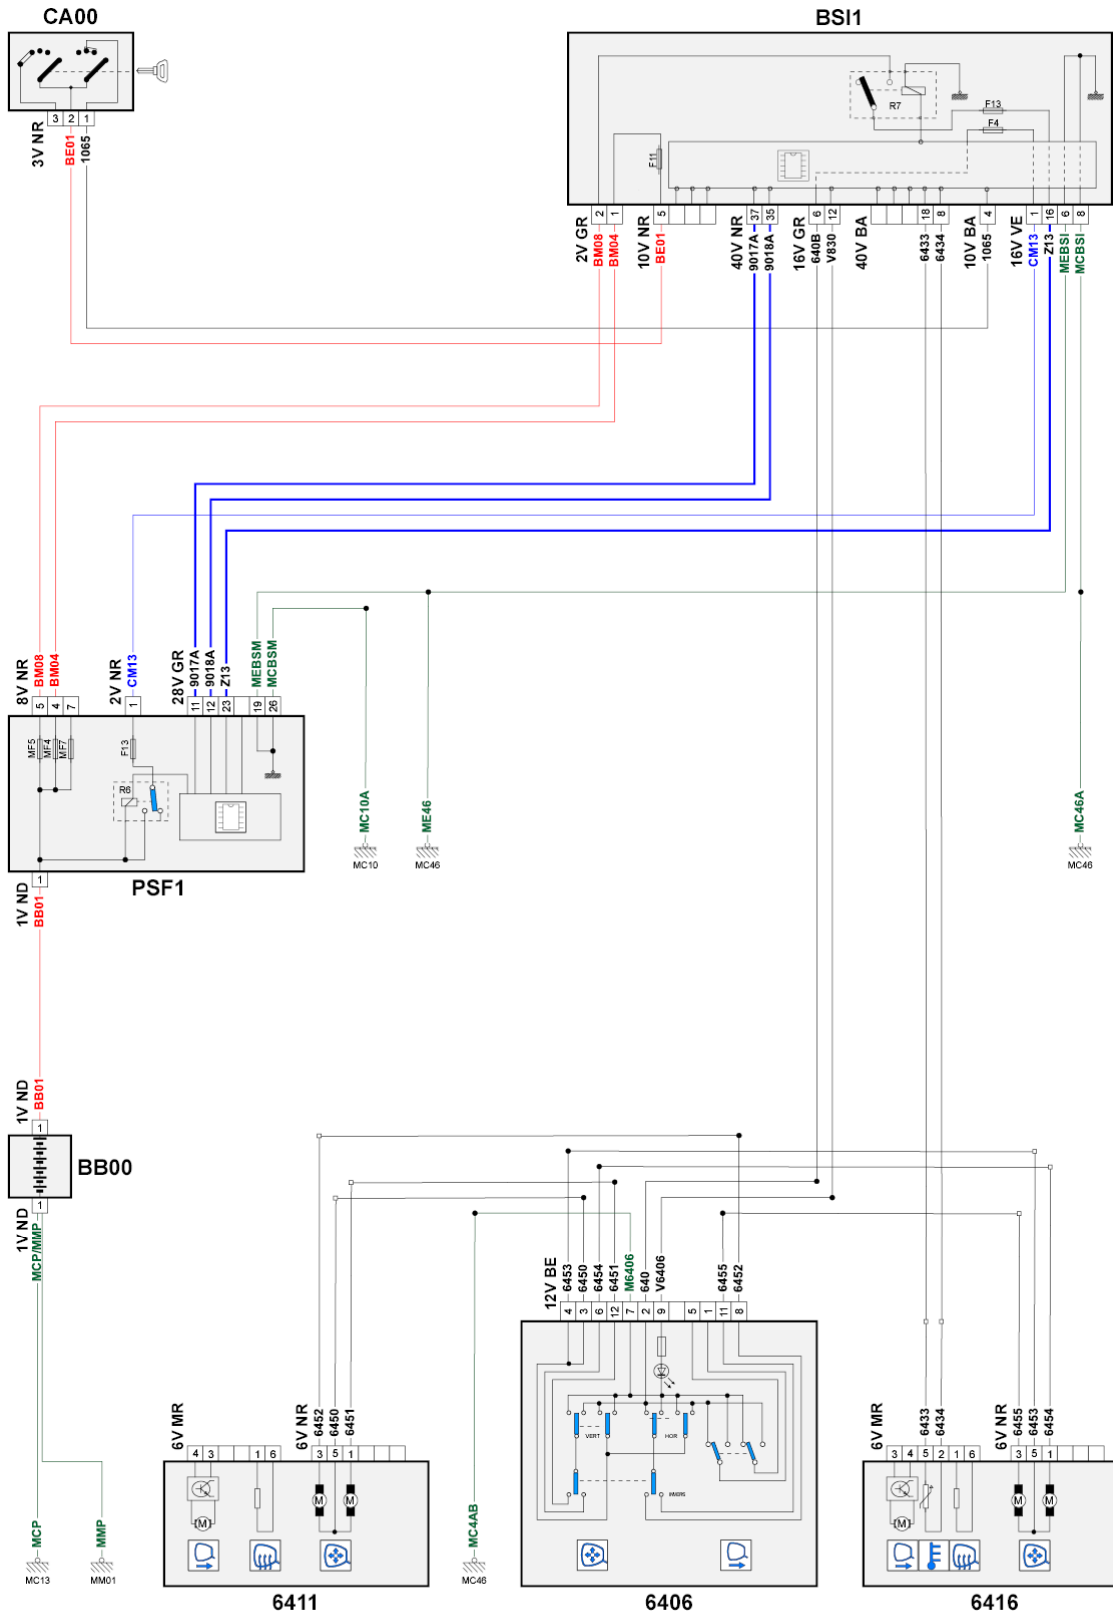 CA00
BSI1
R7
F13
F4
F11
3 2 1
3V NR
BE01
1065
2 1 5 37 35 6 12 18 8 4 1 16 6 8
2V GR
BM08
BM04
10V NR
BE01
40V NR
9017A
9018A
16V GR
640B
V830
40V BA
6433
6434
10V BA
1065
16V VE
CM13
Z13
MEBSI
MCBSI
8V NR
BM08
BM04
2V NR
CM13
28V GR
9017A
9018A
Z13
MEBSM
MCBSM
5 4 7 1 11 12 23 19 26
MF5
MF4
MF7
F13
R6
MC10A
ME46
MC46A
MC10
MC46
MC46
PSF1
1
1V ND
BB01
1V ND
BB01
1
BB00
1
1V ND
MCP/MMP
12V BE
6453
6450
6454
6451
M6406
640
V6406
6455
6452
4 3 6 12 7 2 9 5 1 11 8
VERT
HOR
INVERS
6V MR
6V NR
6452
6450
6451
4 3 1 6 3 5 1
M
M
M
6V MR
6433
6434
6V NR
6455
6453
6454
3 4 5 2 1 6 3 5 1
M
M
M
MCP
MMP
MC4AB
MC13
MM01
MC46
6411
6406
6416